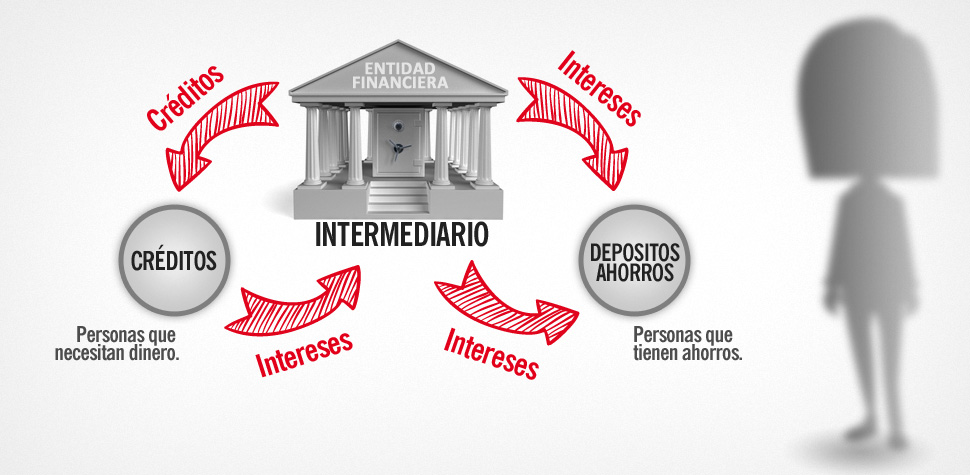 Créditos
ENTIDAD
FINANCIERA
Intereses
INTERMEDIARIO
CRÉDITOS
DEPOSITOS
AHORROS
Personas que
necesitan dinero.
Intereses
Intereses
Personas que
tienen ahorros.